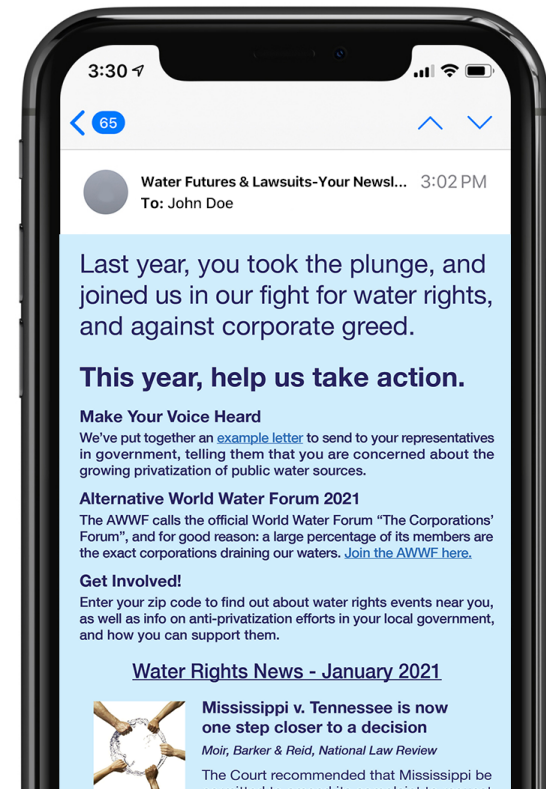 3:30
65
Water Futures & Lawsuits-Your Newsl... 3:02 PM
To: John Doe
Last year, you took the plunge, and
joined us in our fight for water rights,
and against corporate greed.
This year, help us take action.
Make Your Voice Heard
We've put together an example letter to send to your representatives
in government, telling them that you are concerned about the
growing privatization of public water sources.
Alternative World Water Forum 2021
The AWWF calls the official World Water Forum “The Corporations’
Forum”, and for good reason: a large percentage of its members are
the exact corporations draining our waters. Join the AWWF here.
Get Involved!
Enter your zip code to find out about water rights events near you,
as well as info on anti-privatization efforts in your local government,
and how you can support them.
Water Rights News - January 2021
Mississippi v. Tennessee is now
one step closer to a decision
Moir, Barker & Reid, National Law Review
The Court recommended that Mississippi be